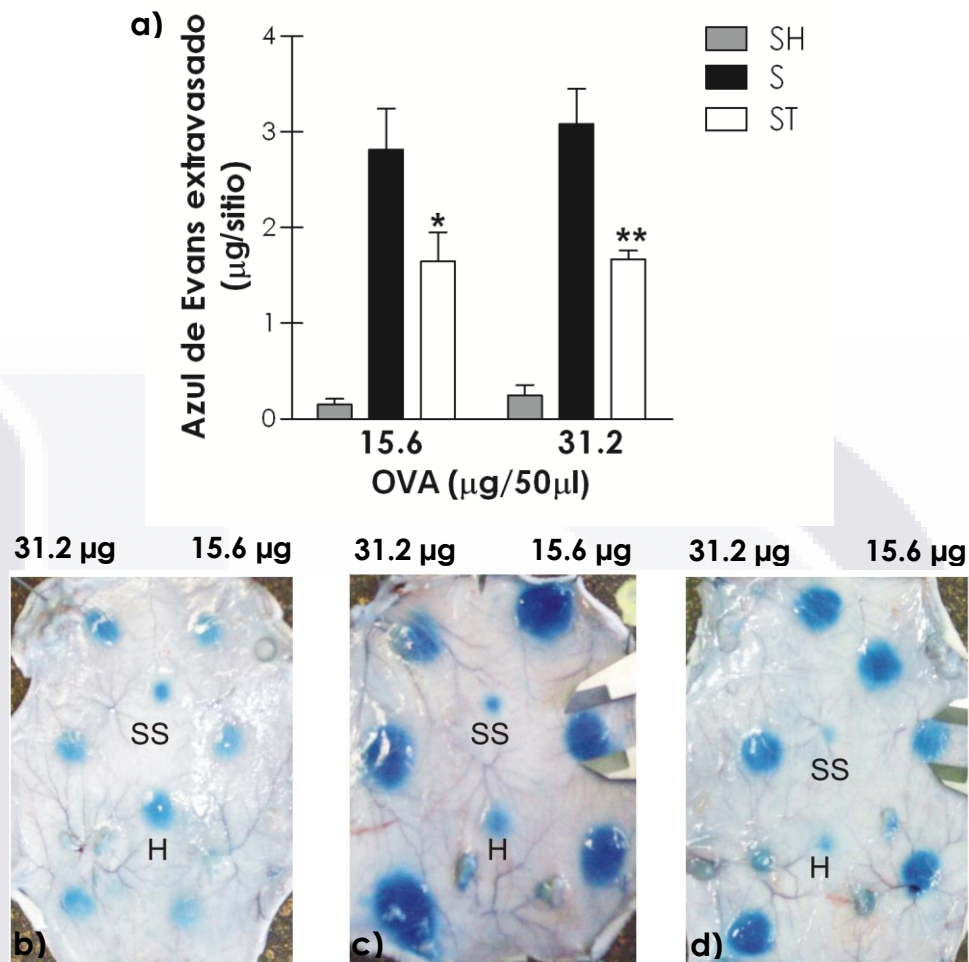 a)
Azul de Evans extravasado
(µg/sitio)
4
3
2
1
0
*
**
15.6
31.2
OVA (µg/50µl)
SH
S
ST
31.2 µg
15.6 µg
31.2 µg
15.6 µg
31.2 µg
15.6 µg
SS
H
b)
SS
H
c)
SS
H
d)